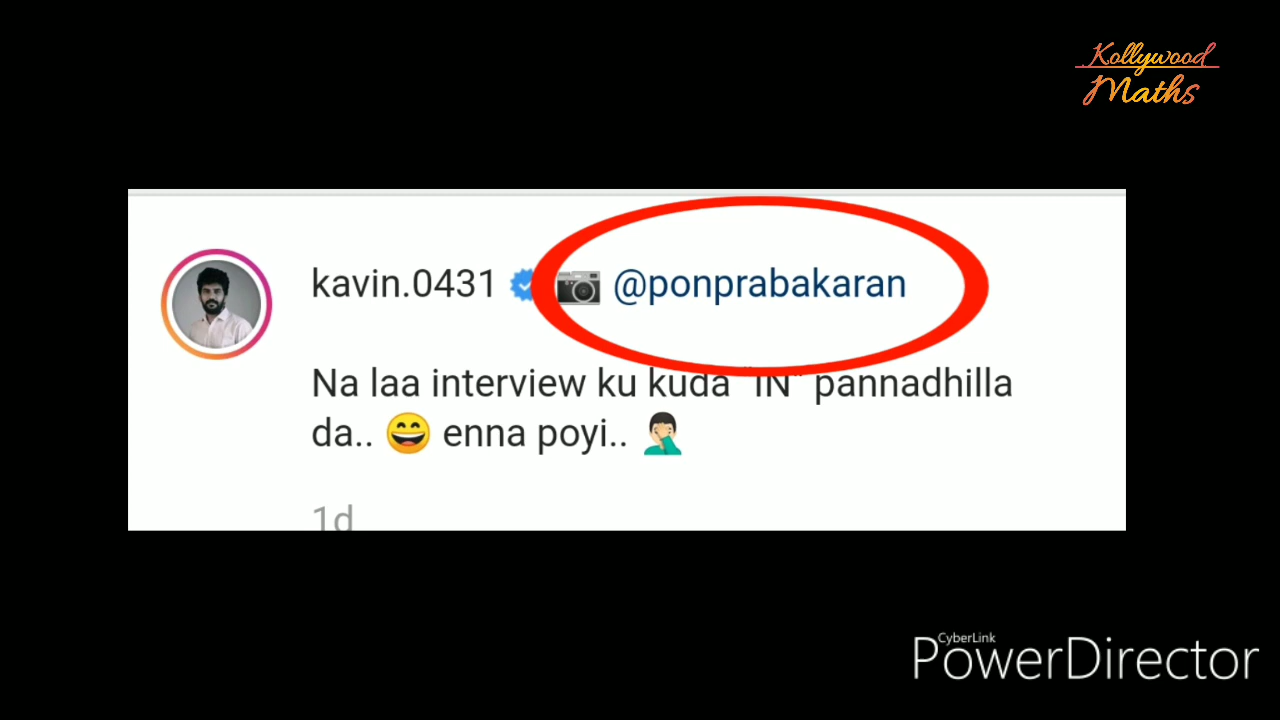 Kollywood
Maths
kavin.0431 📷 @ponprabakaran
Na laa interview ku kuda "IN" pannadhilla
da.. 😄 enna poyi.. 🤦🏻‍♂️
1d
CyberLink
PowerDirector